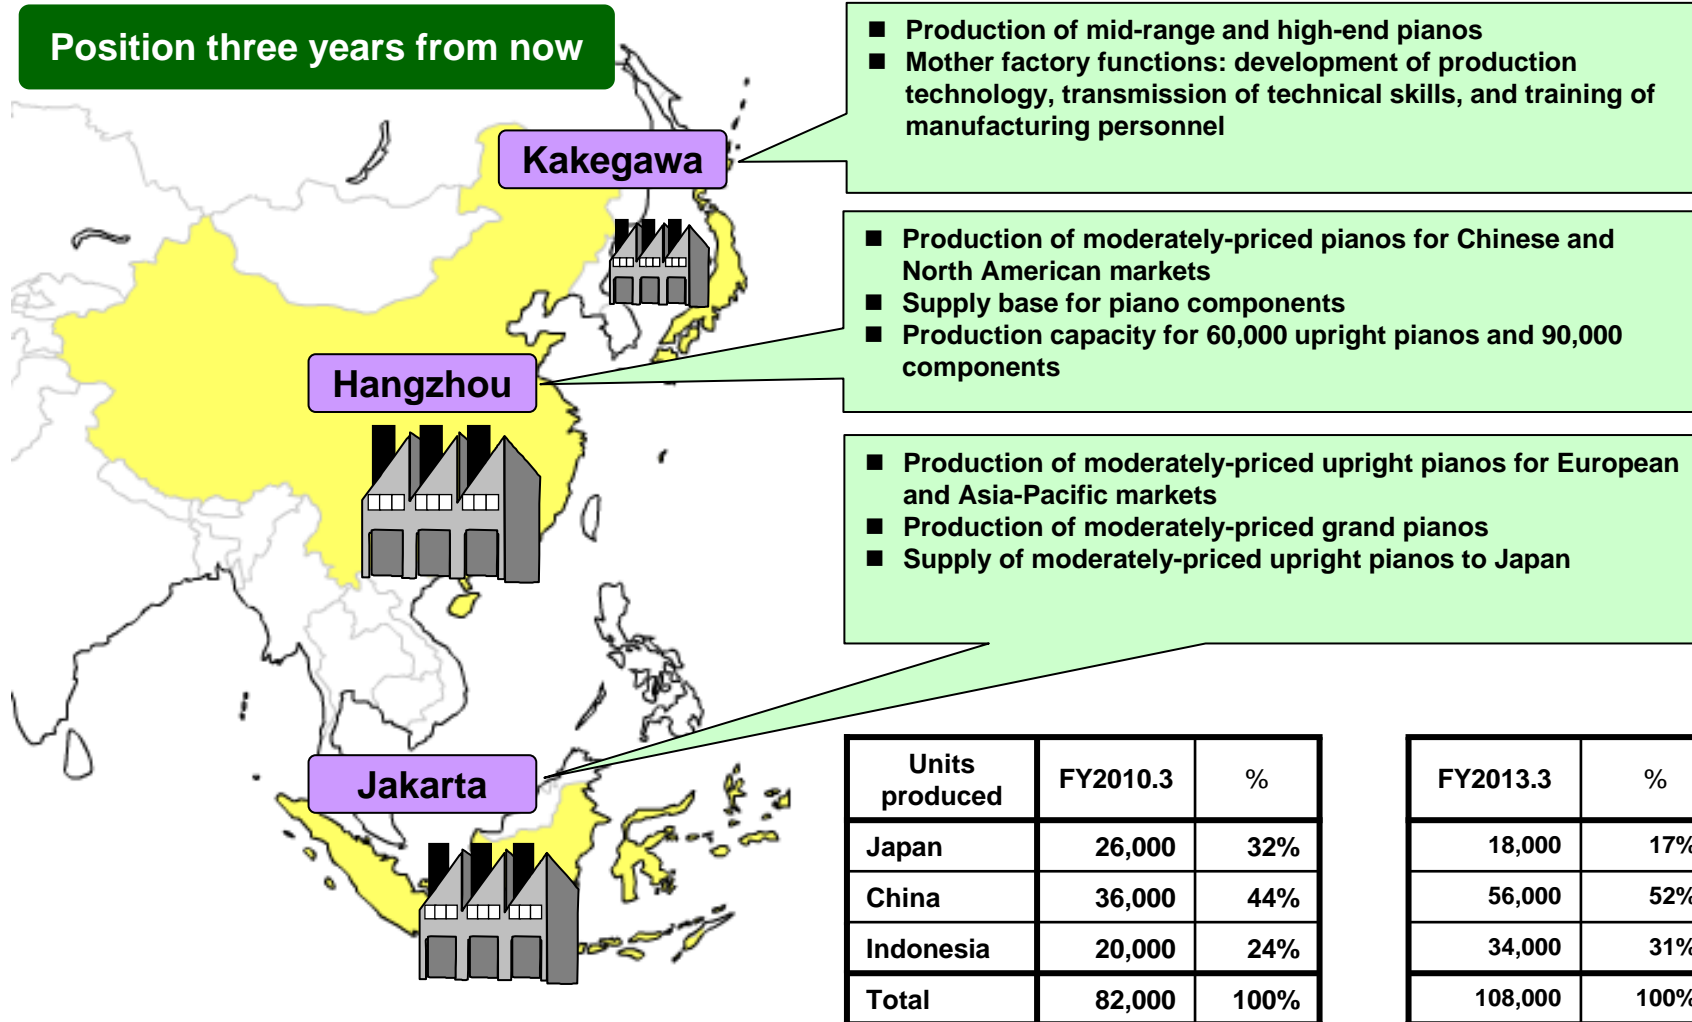 Position three years from now
■ Production of mid-range and high-end pianos
■ Mother factory functions: development of production
technology, transmission of technical skills, and training of
manufacturing personnel
Kakegawa
■ Production of moderately-priced pianos for Chinese and
North American markets
■ Supply base for piano components
■ Production capacity for 60,000 upright pianos and 90,000
components
Hangzhou
■ Production of moderately-priced upright pianos for European
and Asia-Pacific markets
■ Production of moderately-priced grand pianos
■ Supply of moderately-priced upright pianos to Japan
Jakarta
Units
produced FY2010.3 % FY2013.3 %
Japan 26,000 32% 18,000 17%
China 36,000 44% 56,000 52%
Indonesia 20,000 24% 34,000 31%
Total 82,000 100% 108,000 100%